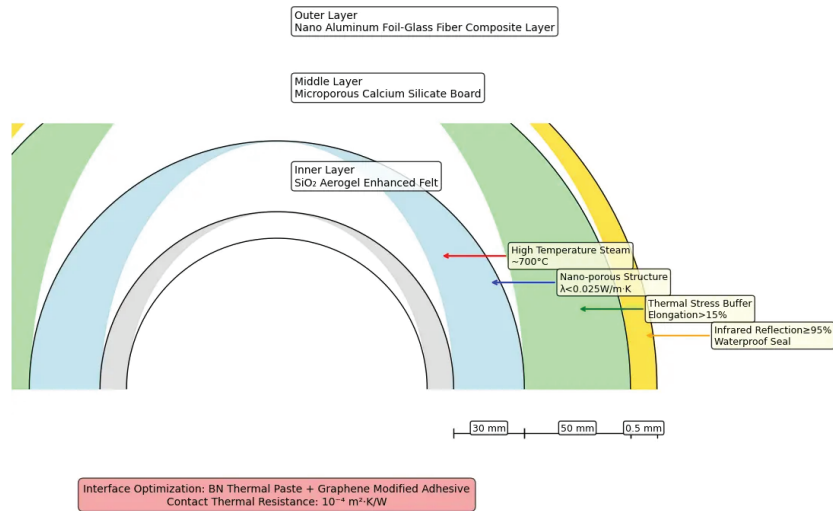 Outer Layer
Nano Aluminum Foil-Glass Fiber Composite Layer
Middle Layer
Microporous Calcium Silicate Board
Inner Layer
SiO₂ Aerogel Enhanced Felt
High Temperature Steam
~700°C
Nano-porous Structure
λ<0.025W/m·K
Thermal Stress Buffer
Elongation>15%
Infrared Reflection≥95%
Waterproof Seal
30 mm
50 mm
0.5 mm
Interface Optimization: BN Thermal Paste + Graphene Modified Adhesive
Contact Thermal Resistance: 10⁻⁴ m²·K/W